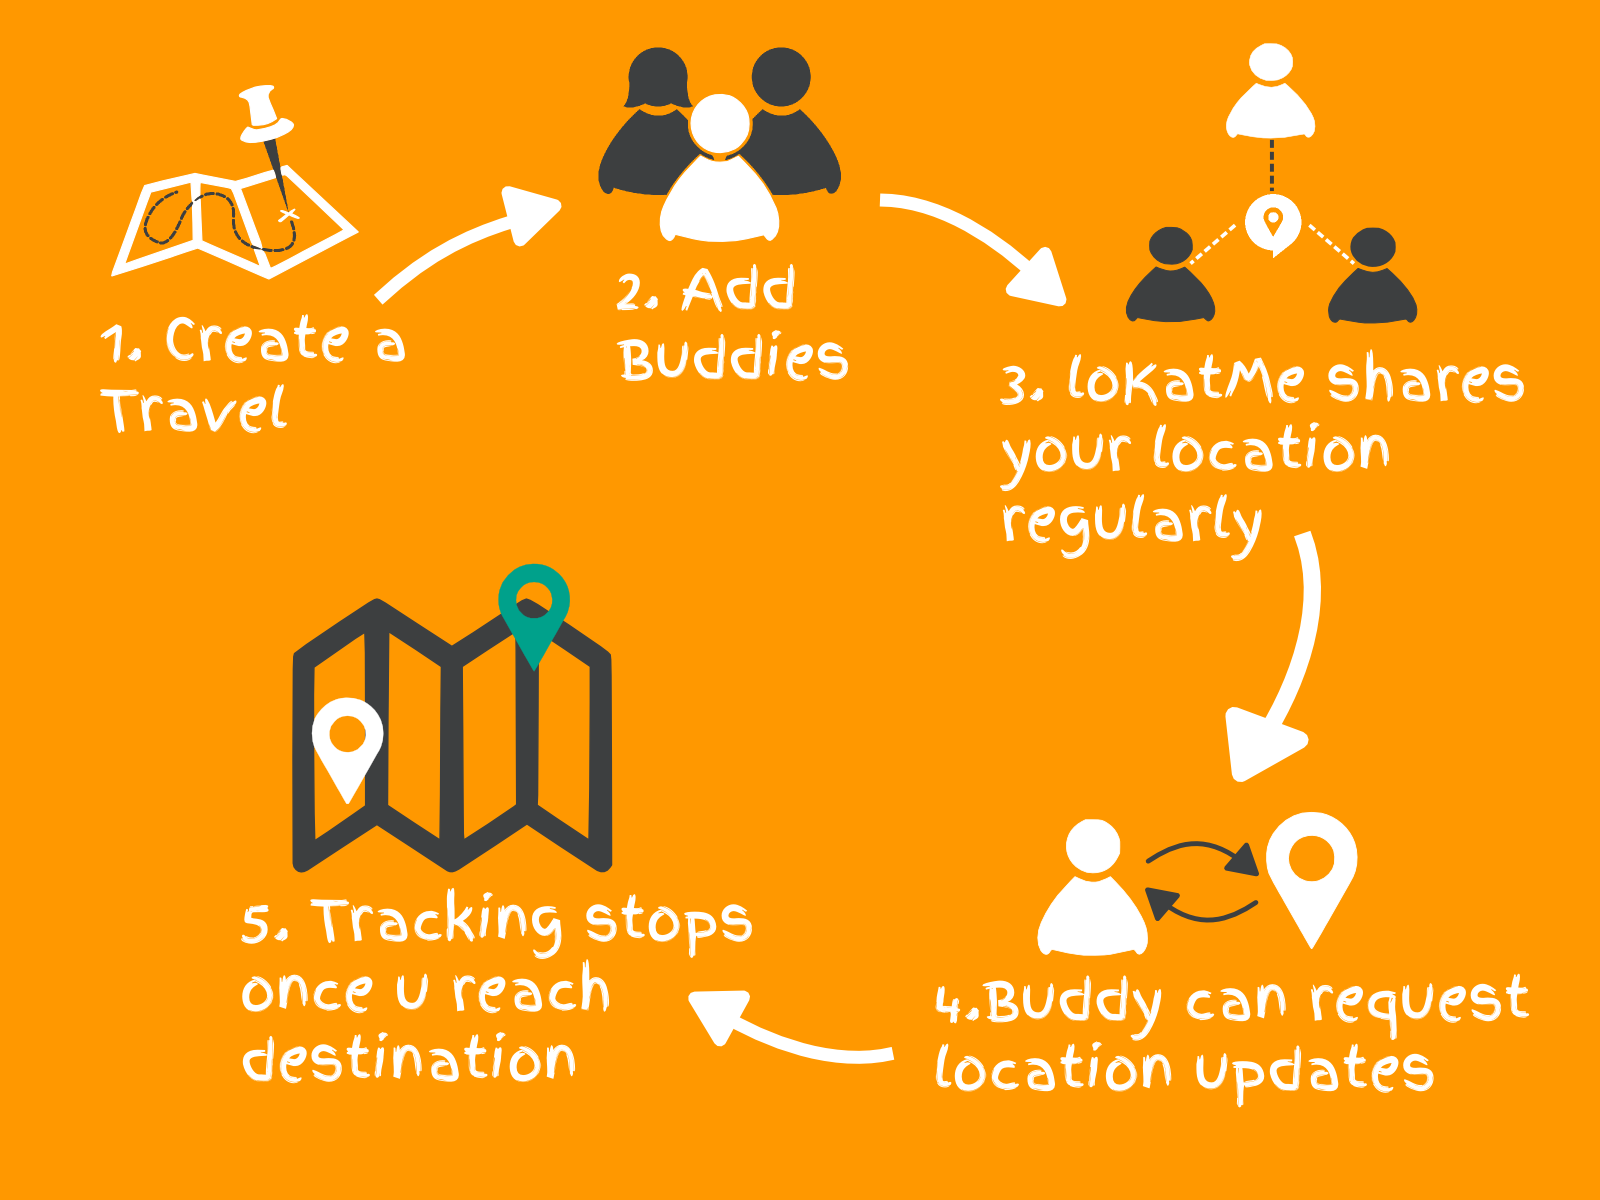 1. Create a
Travel
2. Add
Buddies
3. loKatMe shares
your location
regularly
4.Buddy can request
location updates
5. Tracking stops
once u reach
destination